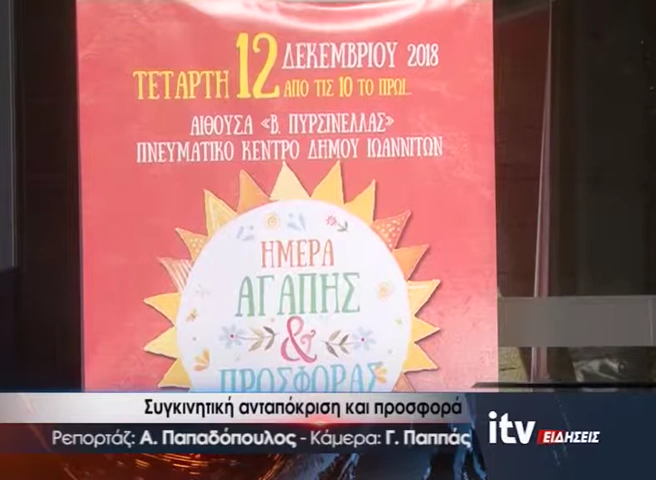 ΤΕΤΑΡΤΗ 12 ΔΕΚΕΜΒΡΙΟΥ 2018
ΑΠΟ ΤΙΣ 10 ΤΟ ΠΡΩΙ...
ΑΙΘΟΥΣΑ «Β. ΠΥΡΣΙΝΕΛΛΑΣ»
ΠΝΕΥΜΑΤΙΚΟ ΚΕΝΤΡΟ ΔΗΜΟΥ ΙΩΑΝΝΙΤΩΝ
ΗΜΕΡΑ
ΑΓΑΠΗΣ
&
ΠΡΟΣΦΟΡΑΣ
Συγκινητική ανταπόκριση και προσφορά
Ρεπορτάζ: Α. Παπαδόπουλος - Κάμερα: Γ. Παππάς
itv ΕΙΔΗΣΕΙΣ